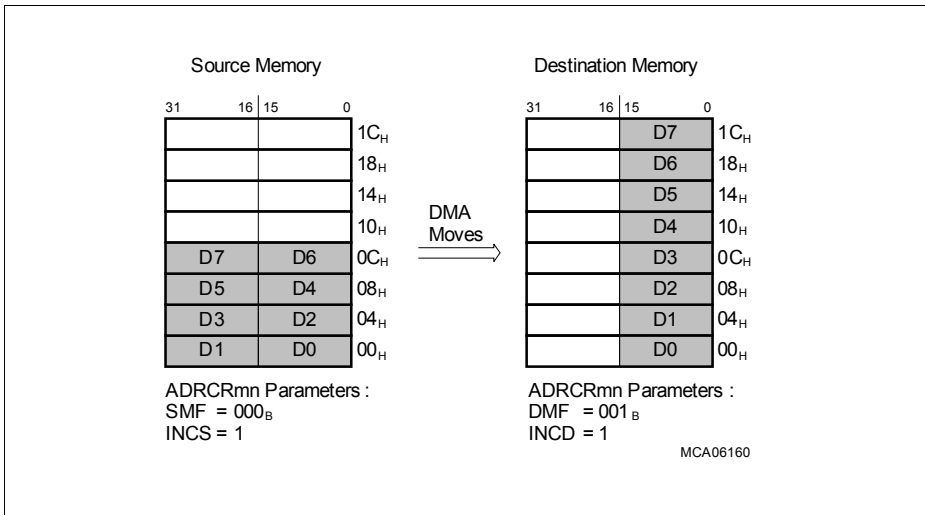 Source Memory
31 16 15 0
1CH
18H
14H
10H
D7 D6 0CH
D5 D4 08H
D3 D2 04H
D1 D0 00H
ADRCRmn Parameters :
SMF = 000B
INCS = 1
DMA
Moves
Destination Memory
31 16 15 0
D7 1CH
D6 18H
D5 14H
D4 10H
D3 0CH
D2 08H
D1 04H
D0 00H
ADRCRmn Parameters :
DMF = 001B
INCD = 1
MCA06160